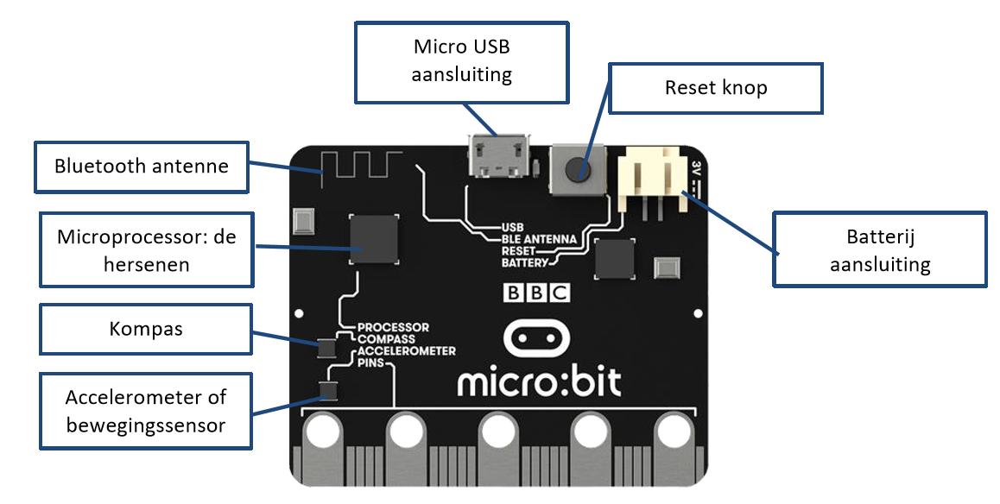 Micro USB
aansluiting
Reset knop
Bluetooth antenne
3V
Microprocessor: de
hersenen
USB
BLE ANTENNA
RESET
BATTERY
Batterij
aansluiting
BBC
Kompas
PROCESSOR
COMPASS
ACCELEROMETER
PINS
micro:bit
Accelerometer of
bewegingssensor